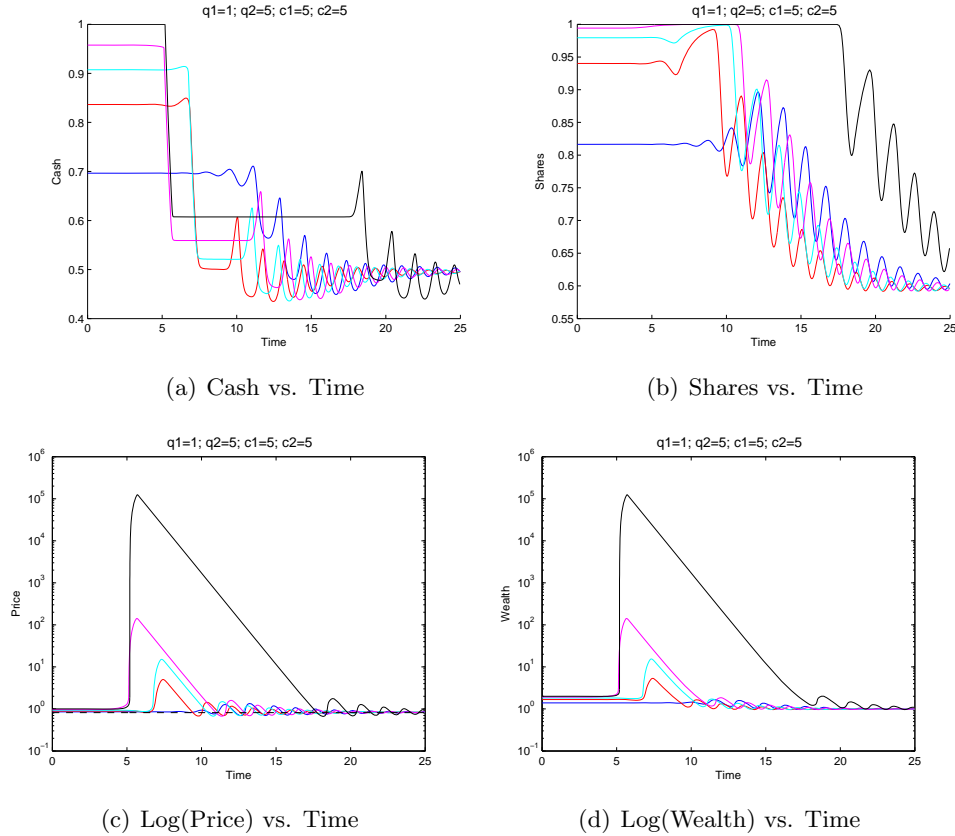 q1=1; q2=5; c1=5; c2=5
Cash
1
0.9
0.8
0.7
0.6
0.5
0.4
0 5 10 15 20 25
Time
(a) Cash vs. Time
q1=1; q2=5; c1=5; c2=5
Shares
1
0.95
0.9
0.85
0.8
0.75
0.7
0.65
0.6
0.55
0 5 10 15 20 25
Time
(b) Shares vs. Time
q1=1; q2=5; c1=5; c2=5
Price
10^6
10^5
10^4
10^3
10^2
10^1
10^0
10^−1
0 5 10 15 20 25
Time
(c) Log(Price) vs. Time
q1=1; q2=5; c1=5; c2=5
Wealth
10^6
10^5
10^4
10^3
10^2
10^1
10^0
10^−1
0 5 10 15 20 25
Time
(d) Log(Wealth) vs. Time